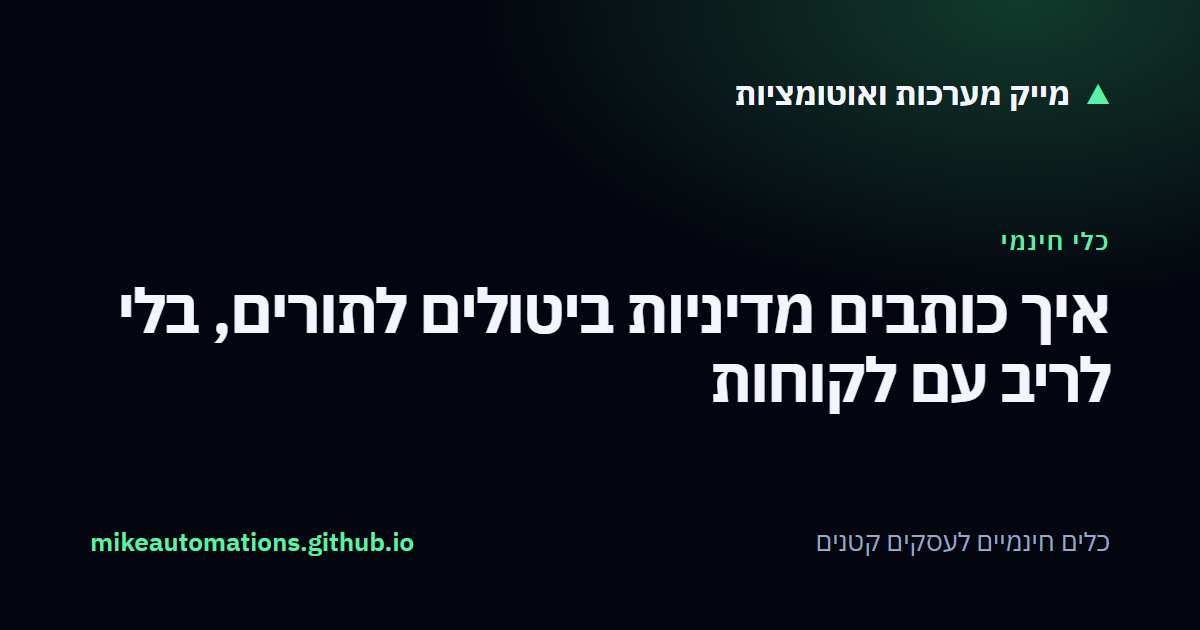 מייק מערכות ואוטומציות
כלי חינמי
איך כותבים מדיניות ביטולים לתורים, בלי
לריב עם לקוחות
כלים חינמיים לעסקים קטנים
mikeautomations.github.io